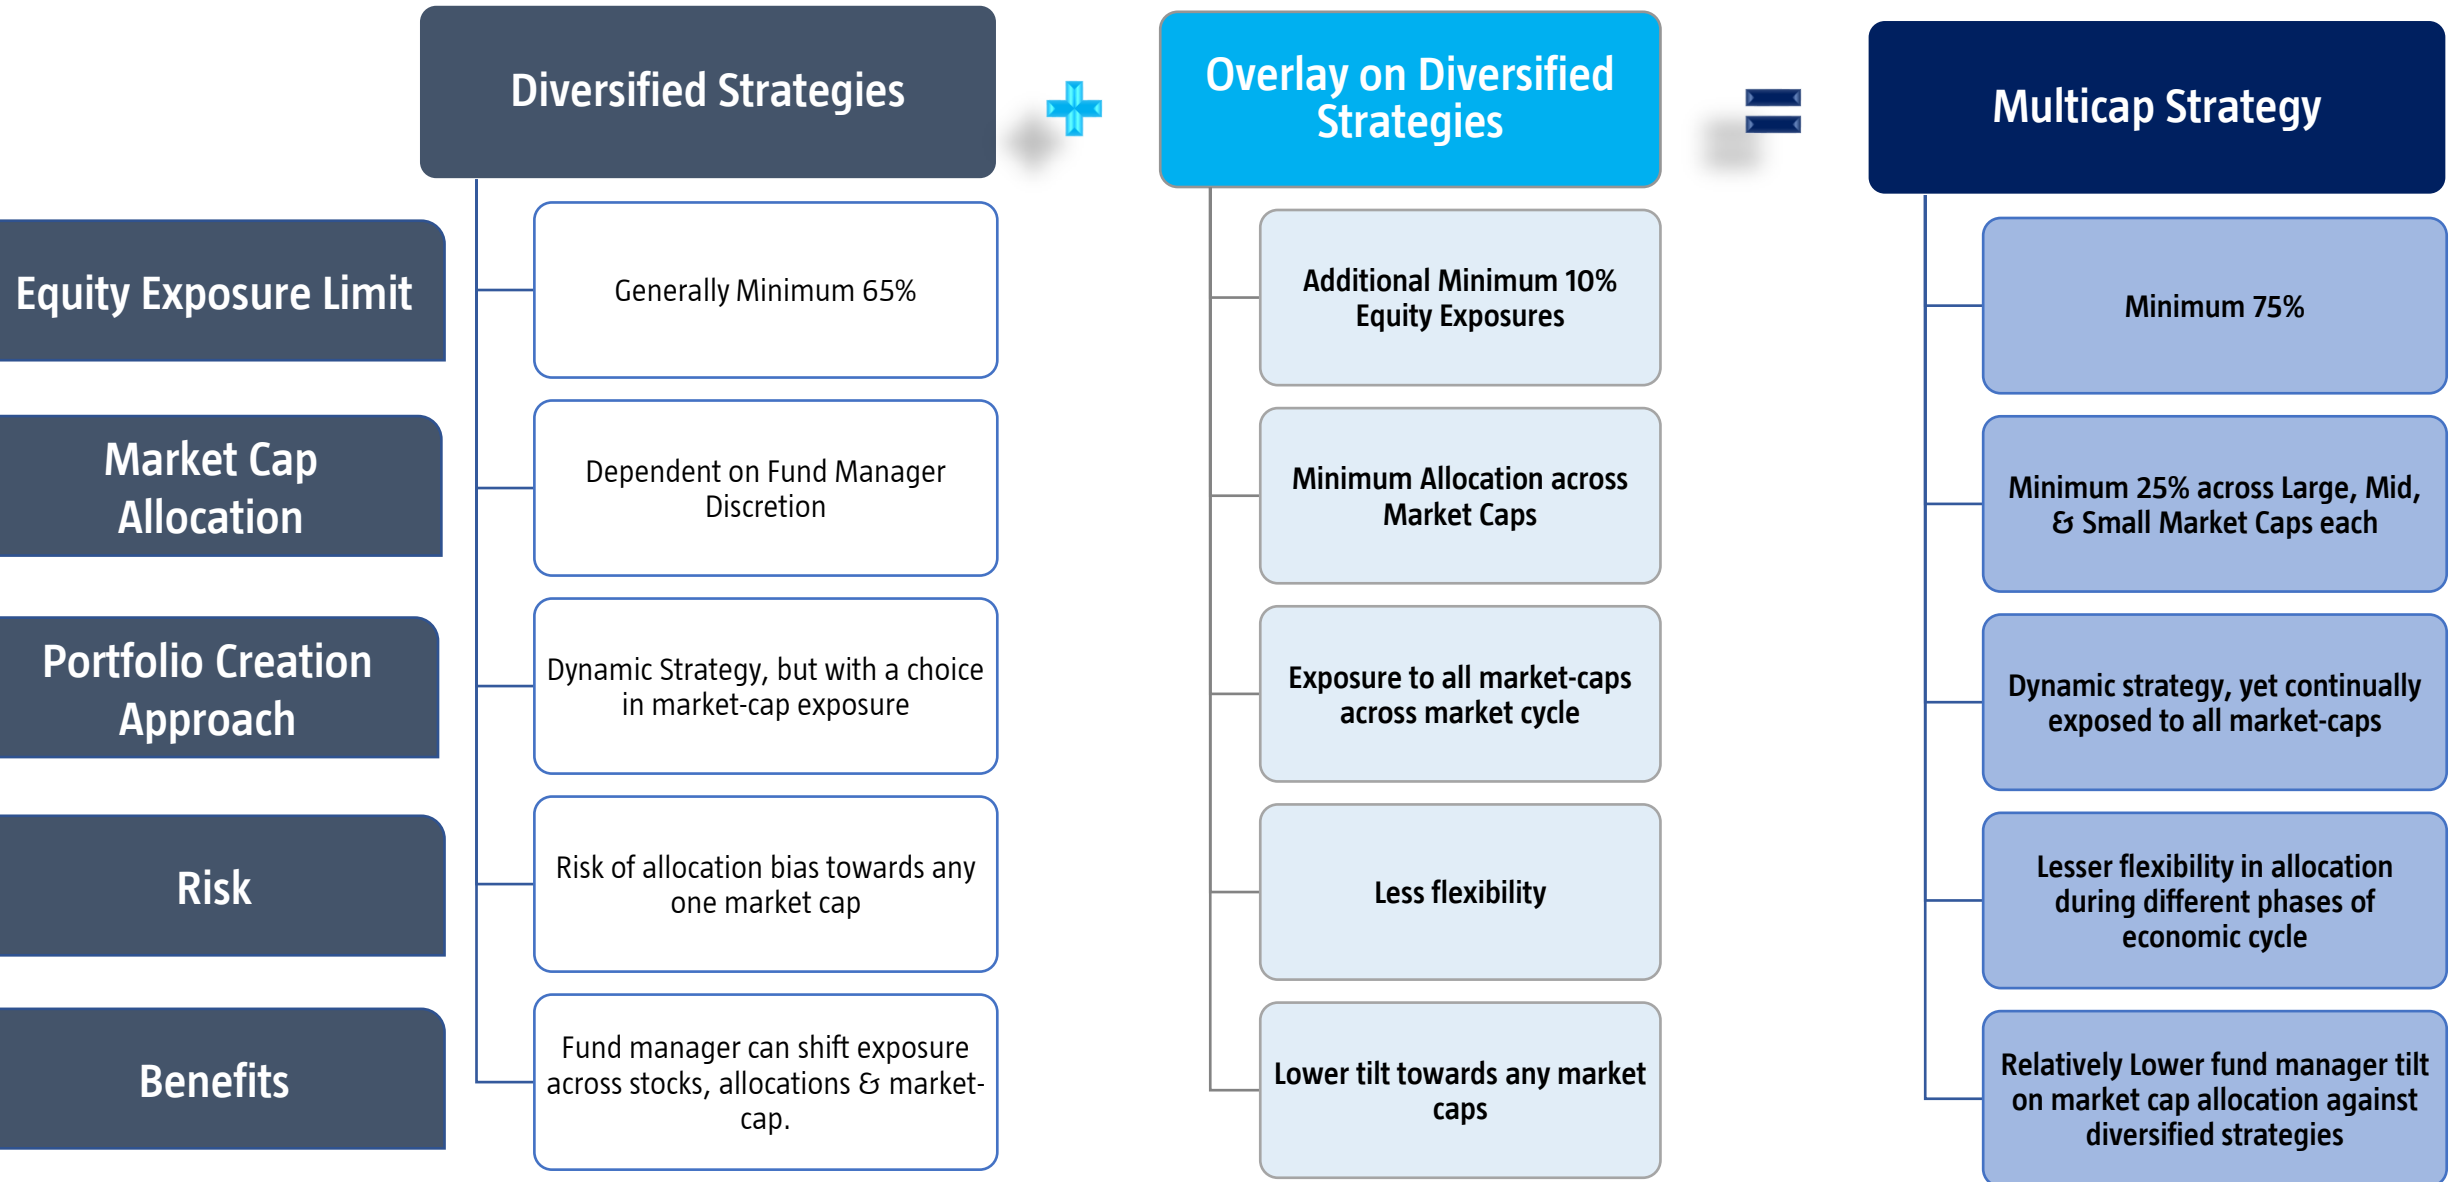 Diversified Strategies
Overlay on Diversified
Strategies
Multicap Strategy
Equity Exposure Limit
Generally Minimum 65%
Additional Minimum 10%
Equity Exposures
Minimum 75%
Market Cap
Allocation
Dependent on Fund Manager
Discretion
Minimum Allocation across
Market Caps
Minimum 25% across Large, Mid,
& Small Market Caps each
Portfolio Creation
Approach
Dynamic Strategy, but with a choice
in market-cap exposure
Exposure to all market-caps
across market cycle
Dynamic strategy, yet continually
exposed to all market-caps
Risk
Risk of allocation bias towards any
one market cap
Less flexibility
Lesser flexibility in allocation
during different phases of
economic cycle
Benefits
Fund manager can shift exposure
across stocks, allocations & market-
cap.
Lower tilt towards any market
caps
Relatively Lower fund manager tilt
on market cap allocation against
diversified strategies